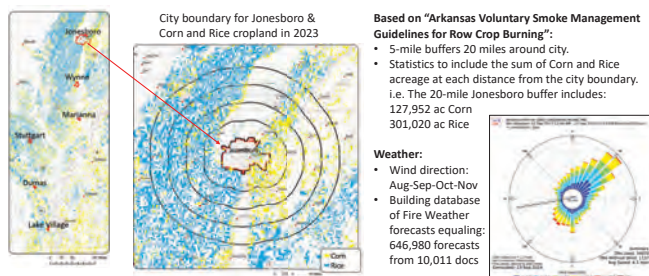 City boundary for Jonesboro &
Corn and Rice cropland in 2023
Jonesboro
Wynne
Marianna
Stuttgart
Dumas
Lake Village
Corn
Rice
Based on “Arkansas Voluntary Smoke Management
Guidelines for Row Crop Burning”:
• 5-mile buffers 20 miles around city.
• Statistics to include the sum of Corn and Rice
acreage at each distance from the city boundary.
i.e. The 20-mile Jonesboro buffer includes:
127,952 ac Corn
301,020 ac Rice
Weather:
• Wind direction:
Aug-Sep-Oct-Nov
• Building database
of Fire Weather
forecasts equaling:
646,980 forecasts
from 10,011 docs